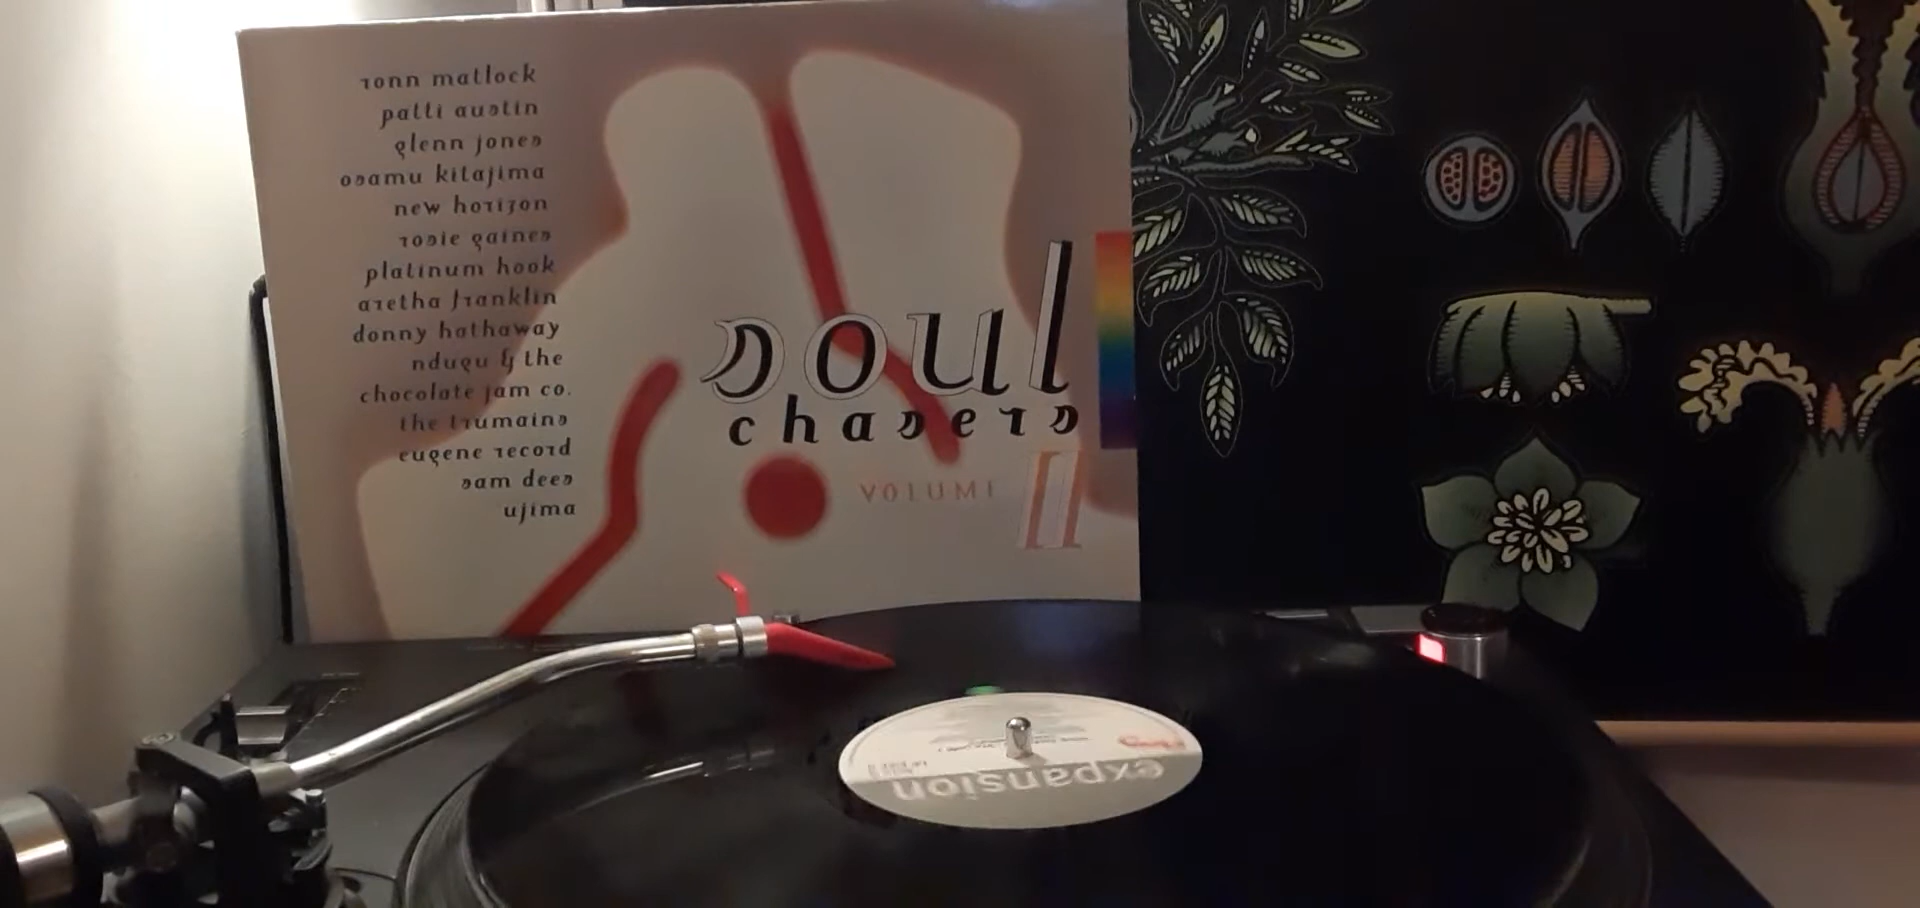 ronn matlock
patti austin
glenn jones
osamu kitajima
new horizon
rosie gaines
platinum hook
aretha franklin
donny hathaway
ndugu & the
chocolate jam co.
the trumains
eugene record
sam dees
ujima
soul
chasers
VOLUME II
expansion